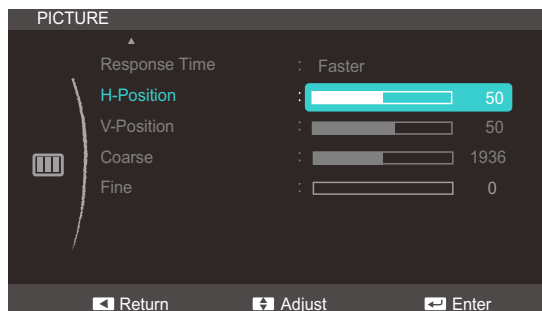 PICTURE
Response Time : Faster
H-Position : 50
V-Position : 50
Coarse : 1936
Fine : 0
Return Adjust Enter